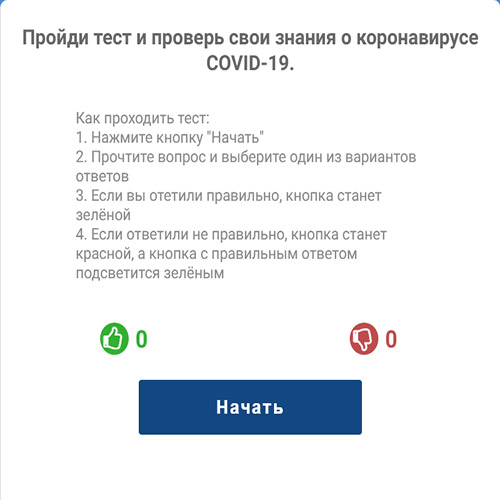 Пройди тест и проверь свои знания о коронавирусе
COVID-19.
Как проходить тест:
1. Нажмите кнопку "Начать"
2. Прочтите вопрос и выберите один из вариантов
ответов
3. Если вы отетили правильно, кнопка станет
зелёной
4. Если ответили не правильно, кнопка станет
красной, а кнопка с правильным ответом
подсветится зелёным
0 0
Начать